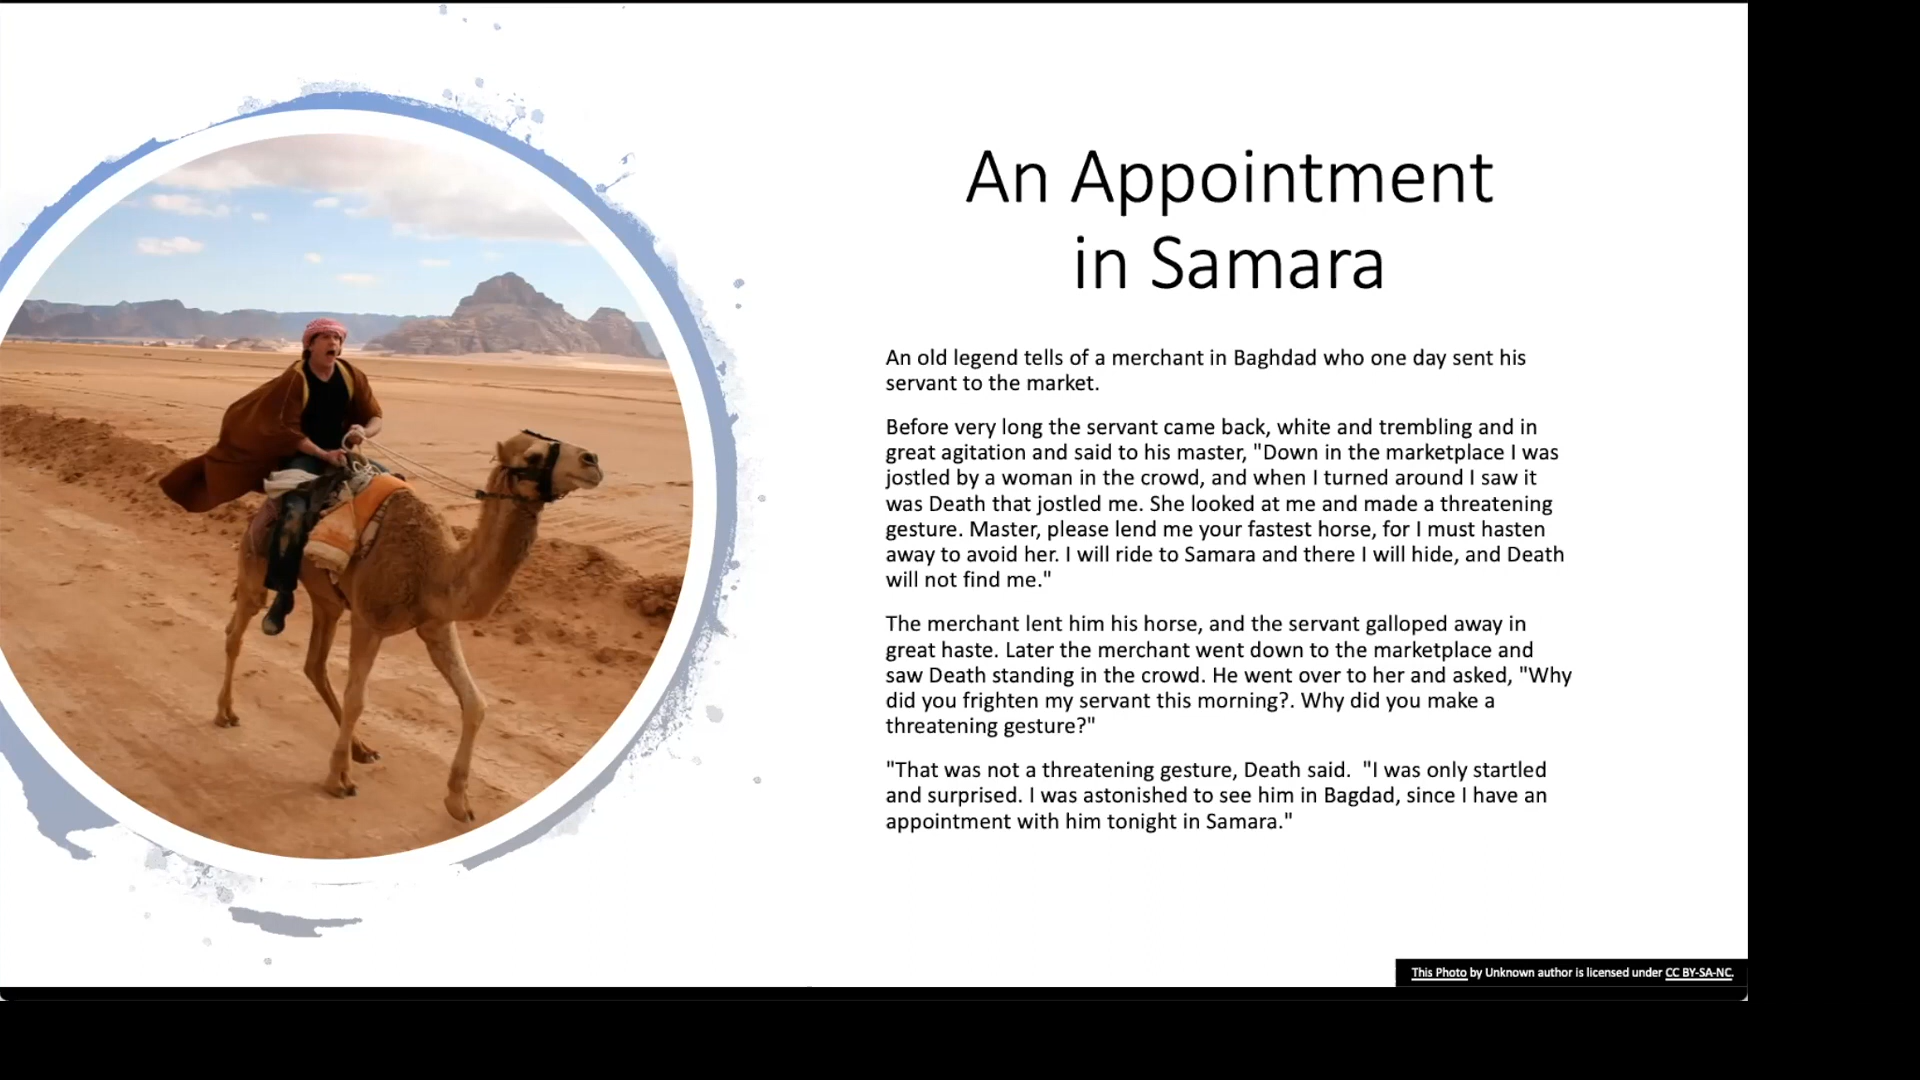 An Appointment
in Samara
An old legend tells of a merchant in Baghdad who one day sent his
servant to the market.
Before very long the servant came back, white and trembling and in
great agitation and said to his master, "Down in the marketplace I was
jostled by a woman in the crowd, and when I turned around I saw it
was Death that jostled me. She looked at me and made a threatening
gesture. Master, please lend me your fastest horse, for I must hasten
away to avoid her. I will ride to Samara and there I will hide, and Death
will not find me."
The merchant lent him his horse, and the servant galloped away in
great haste. Later the merchant went down to the marketplace and
saw Death standing in the crowd. He went over to her and asked, "Why
did you frighten my servant this morning?. Why did you make a
threatening gesture?"
"That was not a threatening gesture, Death said.  "I was only startled
and surprised. I was astonished to see him in Bagdad, since I have an
appointment with him tonight in Samara."
This Photo by Unknown author is licensed under CC BY-SA-NC.